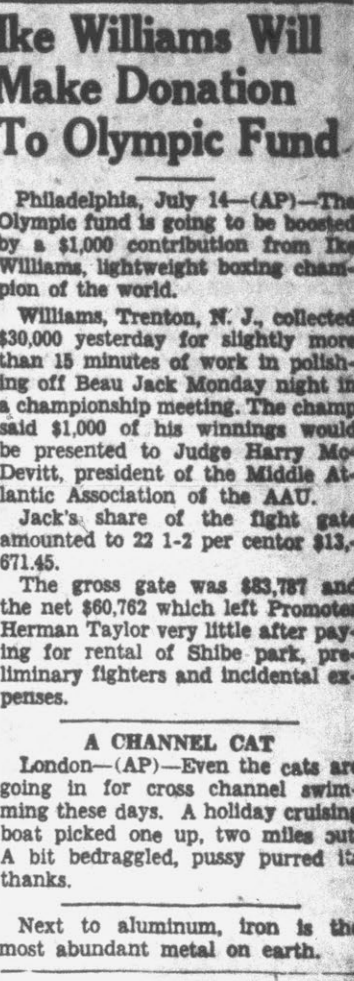 Ike Williams Will
Make Donation
To Olympic Fund
Philadelphia, July 14—(AP)—The
Olympic fund is going to be boosted
by a $1,000 contribution from Ike
Williams, lightweight boxing cham-
pion of the world.
Williams, Trenton, N. J., collected
$30,000 yesterday for slightly more
than 15 minutes of work in polish-
ing off Beau Jack Monday night in
a championship meeting. The champ
said $1,000 of his winnings would
be presented to Judge Harry Mc-
Devitt, president of the Middle At-
lantic Association of the AAU.
Jack's share of the fight gate
amounted to 22 1-2 per centor $13,-
671.45.
The gross gate was $83,787 and
the net $60,762 which left Promoter
Herman Taylor very little after pay-
ing for rental of Shibe park, pre-
liminary fighters and incidental ex-
penses.
A CHANNEL CAT
London—(AP)—Even the cats are
going in for cross channel swim-
ming these days. A holiday cruising
boat picked one up, two miles out.
A bit bedraggled, pussy purred its
thanks.
Next to aluminum, iron is the
most abundant metal on earth.